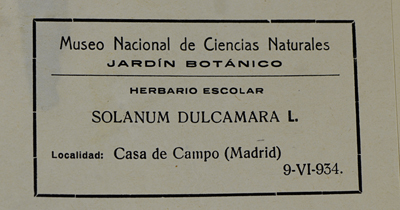 Museo Nacional de Ciencias Naturales
JARDÍN BOTÁNICO
HERBARIO ESCOLAR
SOLANUM DULCAMARA L.
Localidad: Casa de Campo (Madrid)
9-VI-934.